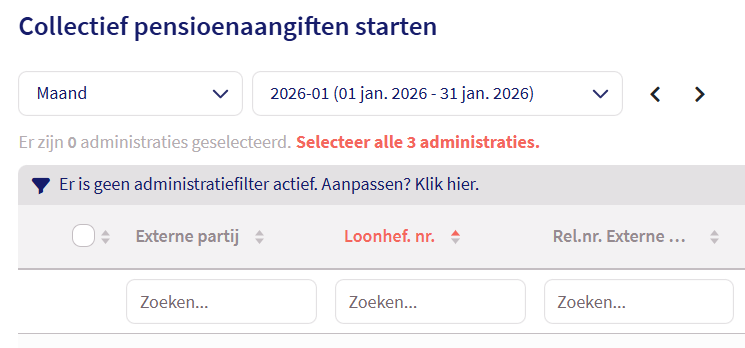 Collectief pensioenaangiften starten
Maand 2026-01 (01 jan. 2026 - 31 jan. 2026)
Er zijn 0 administraties geselecteerd. Selecteer alle 3 administraties.
Er is geen administratiefilter actief. Aanpassen? Klik hier.
Externe partij Loonhef. nr. Rel.nr. Externe ...
Zoeken... Zoeken... Zoeken...